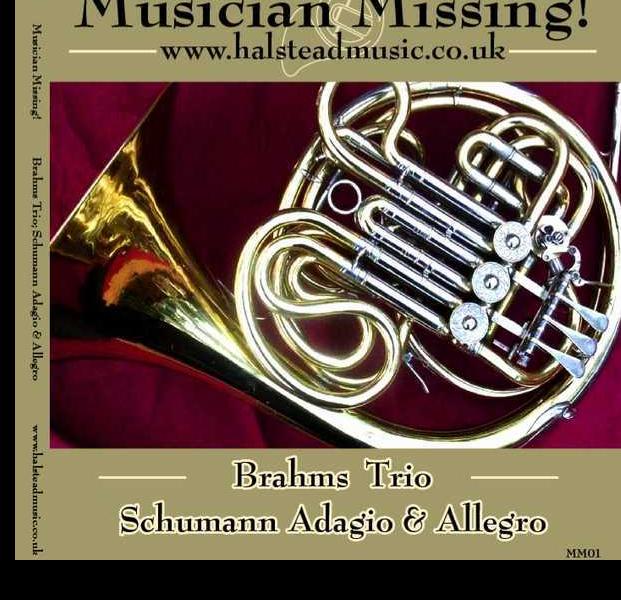 Musician Missing!
www.halsteadmusic.co.uk
Musician Missing!
Brahms Trio; Schumann Adagio & Allegro
www.halsteadmusic.co.uk
Brahms Trio
Schumann Adagio & Allegro
MM01